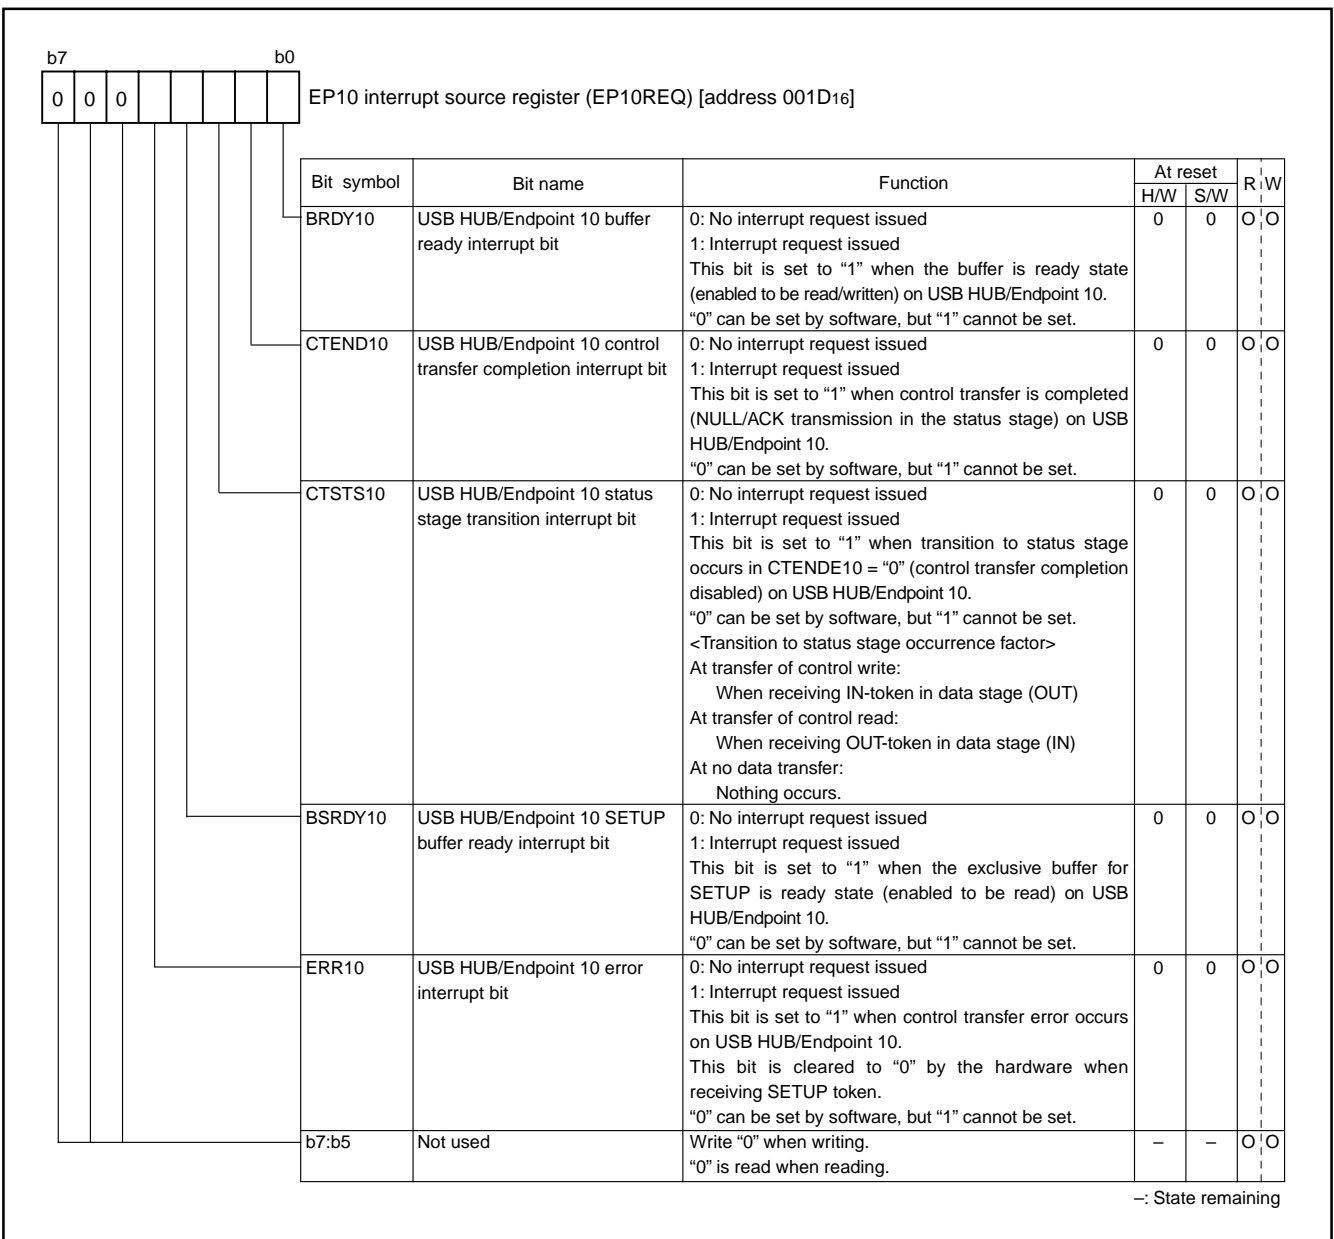 b7 b0
0 0 0 EP10 interrupt source register (EP10REQ) [address 001D16]
Bit symbol Bit name Function At reset R W
H/W S/W
BRDY10 USB HUB/Endpoint 10 buffer 0: No interrupt request issued 0 0 O O
ready interrupt bit 1: Interrupt request issued
This bit is set to “1” when the buffer is ready state
(enabled to be read/written) on USB HUB/Endpoint 10.
“0” can be set by software, but “1” cannot be set.
CTEND10 USB HUB/Endpoint 10 control 0: No interrupt request issued 0 0 O O
transfer completion interrupt bit 1: Interrupt request issued
This bit is set to “1” when control transfer is completed
(NULL/ACK transmission in the status stage) on USB
HUB/Endpoint 10.
“0” can be set by software, but “1” cannot be set.
CTSTS10 USB HUB/Endpoint 10 status 0: No interrupt request issued 0 0 O O
stage transition interrupt bit 1: Interrupt request issued
This bit is set to “1” when transition to status stage
occurs in CTENDE10 = “0” (control transfer completion
disabled) on USB HUB/Endpoint 10.
“0” can be set by software, but “1” cannot be set.
<Transition to status stage occurrence factor>
At transfer of control write:
When receiving IN-token in data stage (OUT)
At transfer of control read:
When receiving OUT-token in data stage (IN)
At no data transfer:
Nothing occurs.
BSRDY10 USB HUB/Endpoint 10 SETUP 0: No interrupt request issued 0 0 O O
buffer ready interrupt bit 1: Interrupt request issued
This bit is set to “1” when the exclusive buffer for
SETUP is ready state (enabled to be read) on USB
HUB/Endpoint 10.
“0” can be set by software, but “1” cannot be set.
ERR10 USB HUB/Endpoint 10 error 0: No interrupt request issued 0 0 O O
interrupt bit 1: Interrupt request issued
This bit is set to “1” when control transfer error occurs
on USB HUB/Endpoint 10.
This bit is cleared to “0” by the hardware when
receiving SETUP token.
“0” can be set by software, but “1” cannot be set.
b7:b5 Not used Write “0” when writing. – – O O
“0” is read when reading.
–: State remaining